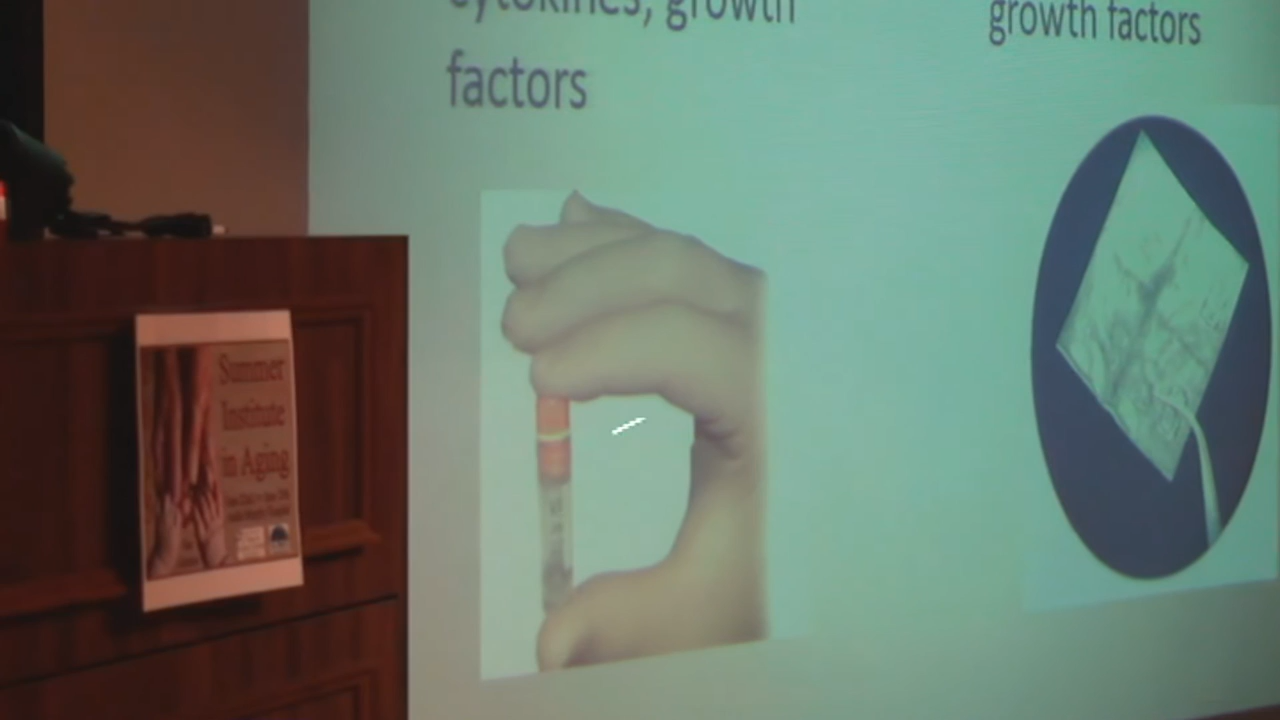 cytokines, growth
factors
growth factors
Summer
Institute
in Aging